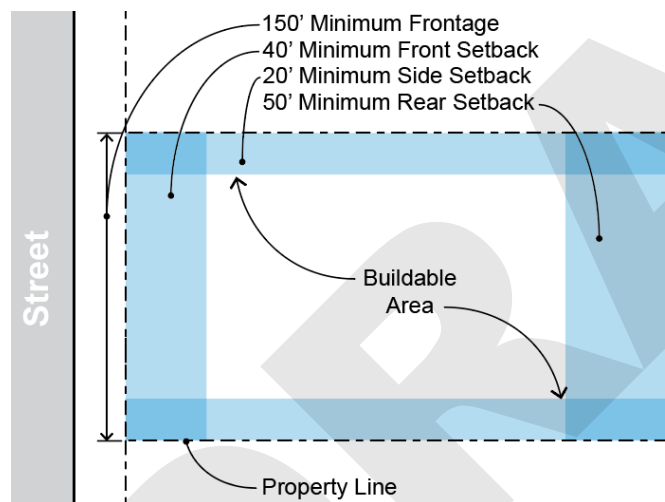 150' Minimum Frontage
40' Minimum Front Setback
20' Minimum Side Setback
50' Minimum Rear Setback
Street
Buildable
Area
Property Line